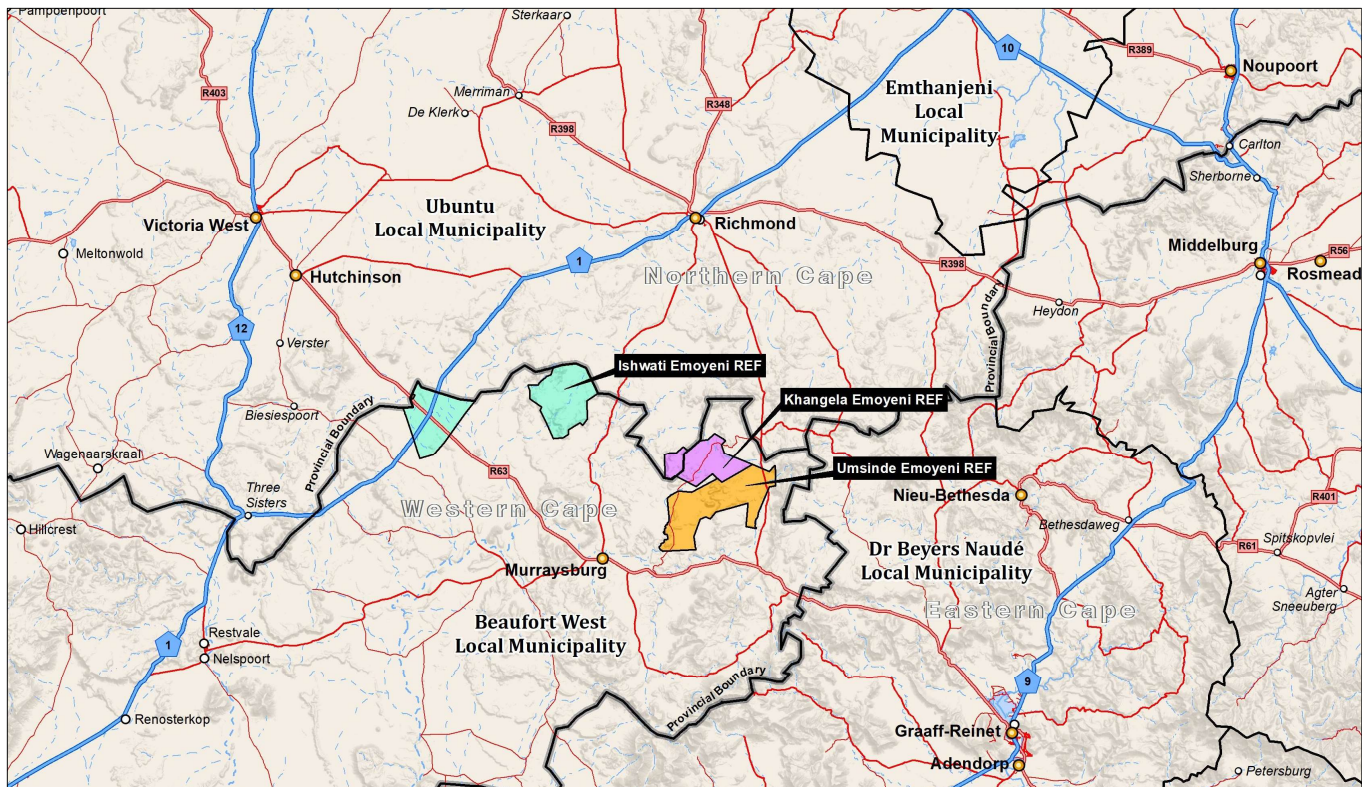 Pampoenpoort
Sterkaar
R389
10
Noupoort
R403
Merriman
De Klerk
R348
R398
Emthanjeni
Local
Municipality
Carlton
Sherborne
Victoria West
Ubuntu
Local Municipality
Richmond
Meltonwold
Middelburg
R56
Rosmead
1
R398
Hutchinson
Northern Cape
Heydon
Provincial Boundary
12
Verster
Ishwati Emoyeni REF
Khangela Emoyeni REF
Biesiespoort
Provincial Boundary
Wagenaarskraal
R63
Umsinde Emoyeni REF
Three
Sisters
Western Cape
Nieu-Bethesda
R401
Bethesdaweg
Hillcrest
R61
Spitskopvlei
Murraysburg
Dr Beyers Naudé
Local Municipality
Agter
Sneeuberg
Eastern Cape
Beaufort West
Local Municipality
Restvale
1
Nelspoort
Provincial Boundary
9
Renosterkop
Graaff-Reinet
Adendorp
Petersburg